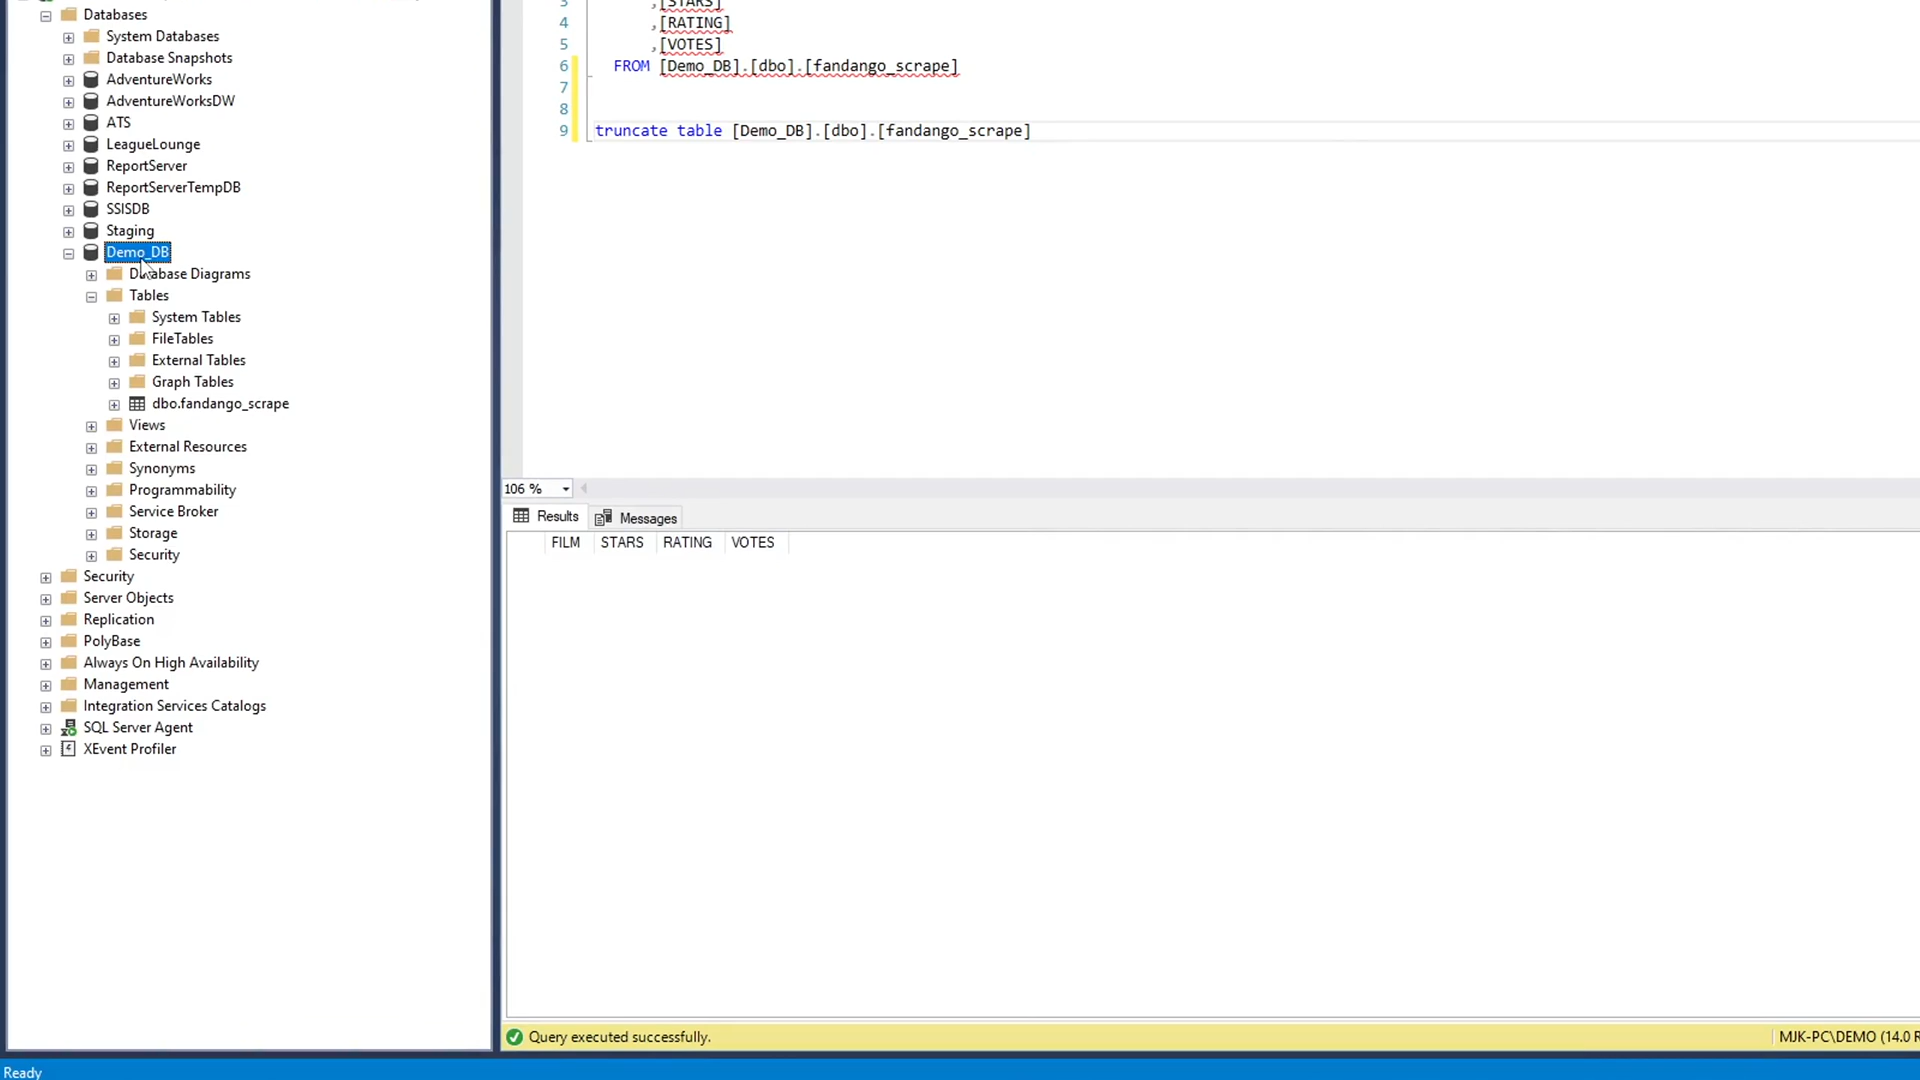 Databases
System Databases
Database Snapshots
AdventureWorks
AdventureWorksDW
ATS
LeagueLounge
ReportServer
ReportServerTempDB
SSISDB
Staging
Demo_DB
Database Diagrams
Tables
System Tables
FileTables
External Tables
Graph Tables
dbo.fandango_scrape
Views
External Resources
Synonyms
Programmability
Service Broker
Storage
Security
Security
Server Objects
Replication
PolyBase
Always On High Availability
Management
Integration Services Catalogs
SQL Server Agent
XEvent Profiler
3 ,[STARS]
4 ,[RATING]
5 ,[VOTES]
6 FROM [Demo_DB].[dbo].[fandango_scrape]
7
8
9 truncate table [Demo_DB].[dbo].[fandango_scrape]
106 %
Results Messages
FILM STARS RATING VOTES
Query executed successfully. MJK-PC\DEMO (14.0 R
Ready